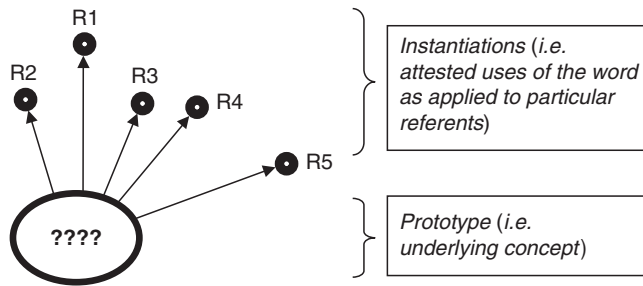 R1
R2
R3
R4
R5
????
Instantiations (i.e.
attested uses of the word
as applied to particular
referents)
Prototype (i.e.
underlying concept)